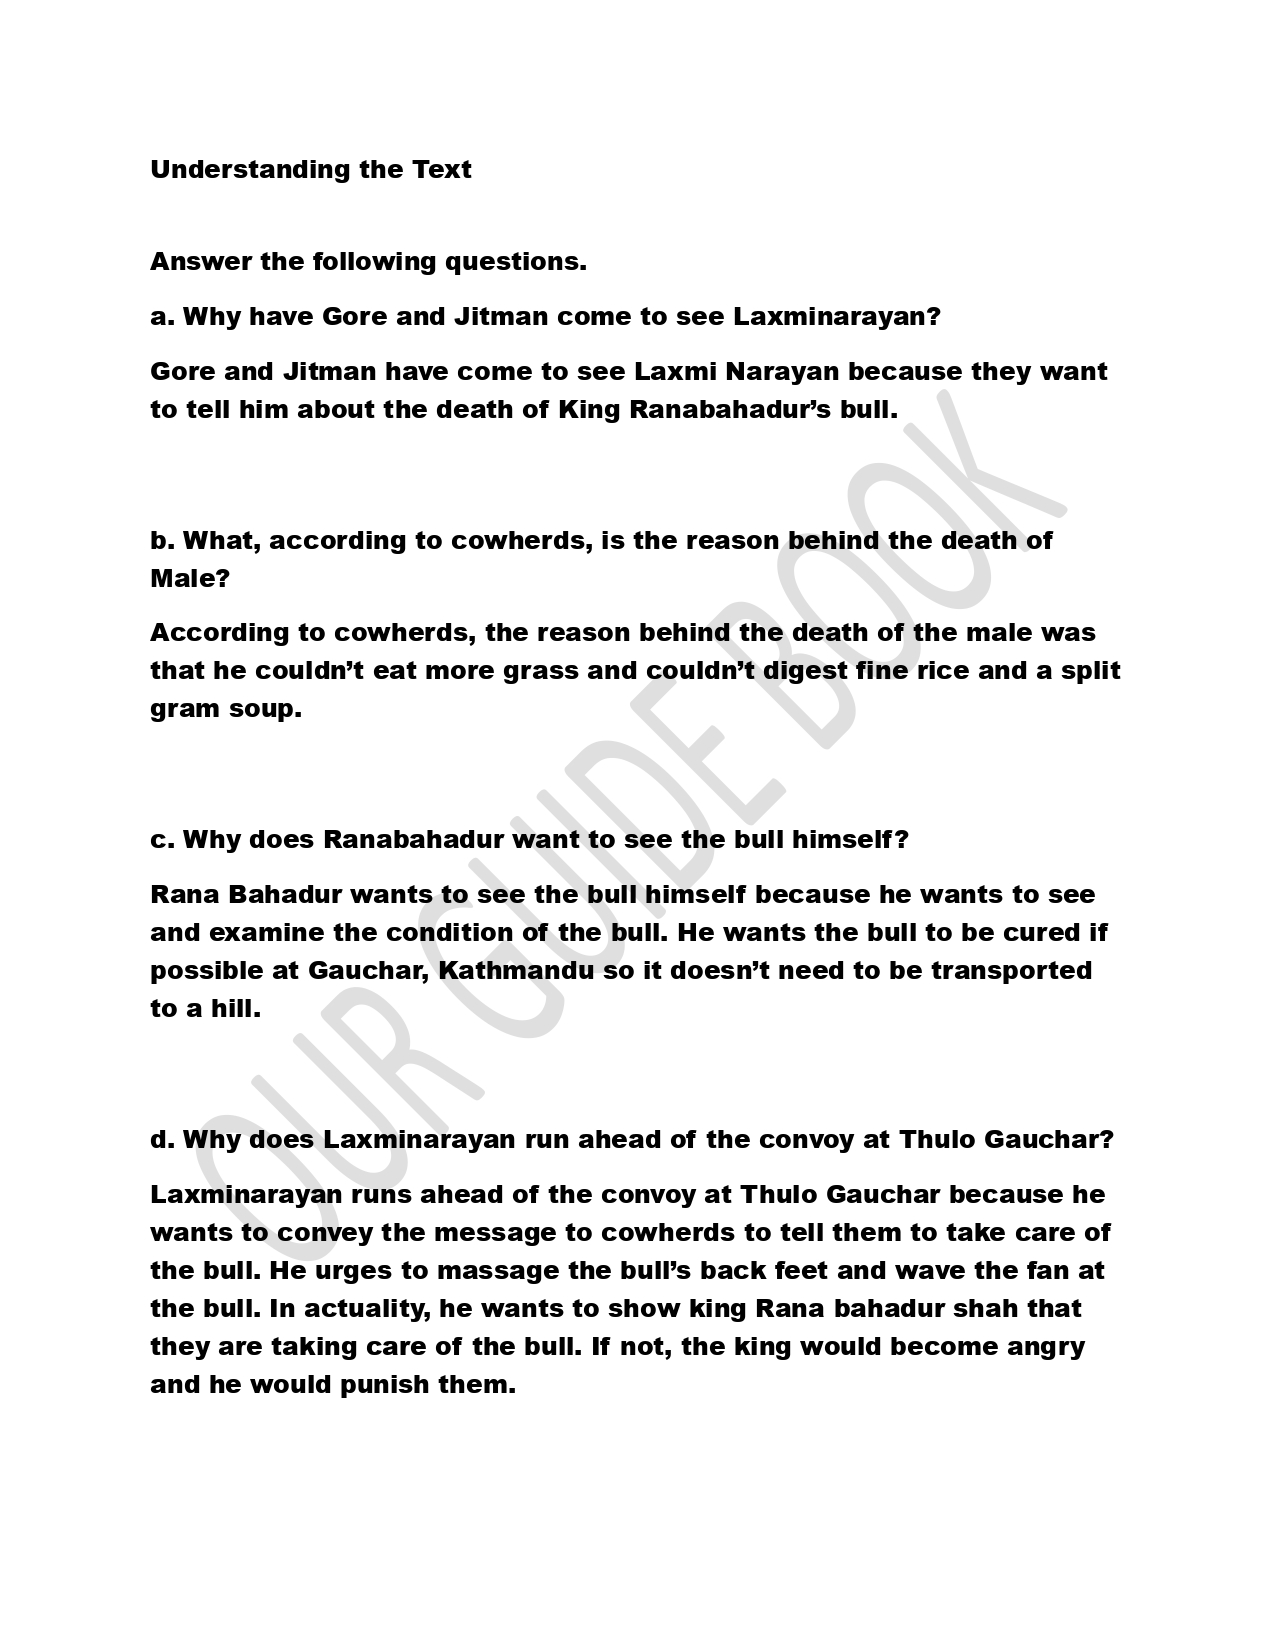 Understanding the Text
Answer the following questions.
a. Why have Gore and Jitman come to see Laxminarayan?
Gore and Jitman have come to see Laxmi Narayan because they want
to tell him about the death of King Ranabahadur’s bull.
b. What, according to cowherds, is the reason behind the death of
Male?
According to cowherds, the reason behind the death of the male was
that he couldn’t eat more grass and couldn’t digest fine rice and a split
gram soup.
c. Why does Ranabahadur want to see the bull himself?
Rana Bahadur wants to see the bull himself because he wants to see
and examine the condition of the bull. He wants the bull to be cured if
possible at Gauchar, Kathmandu so it doesn’t need to be transported
to a hill.
d. Why does Laxminarayan run ahead of the convoy at Thulo Gauchar?
Laxminarayan runs ahead of the convoy at Thulo Gauchar because he
wants to convey the message to cowherds to tell them to take care of
the bull. He urges to massage the bull’s back feet and wave the fan at
the bull. In actuality, he wants to show king Rana bahadur shah that
they are taking care of the bull. If not, the king would become angry
and he would punish them.
OUR GUIDE BOOK